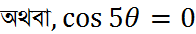 অথবা, cos 5θ = 0